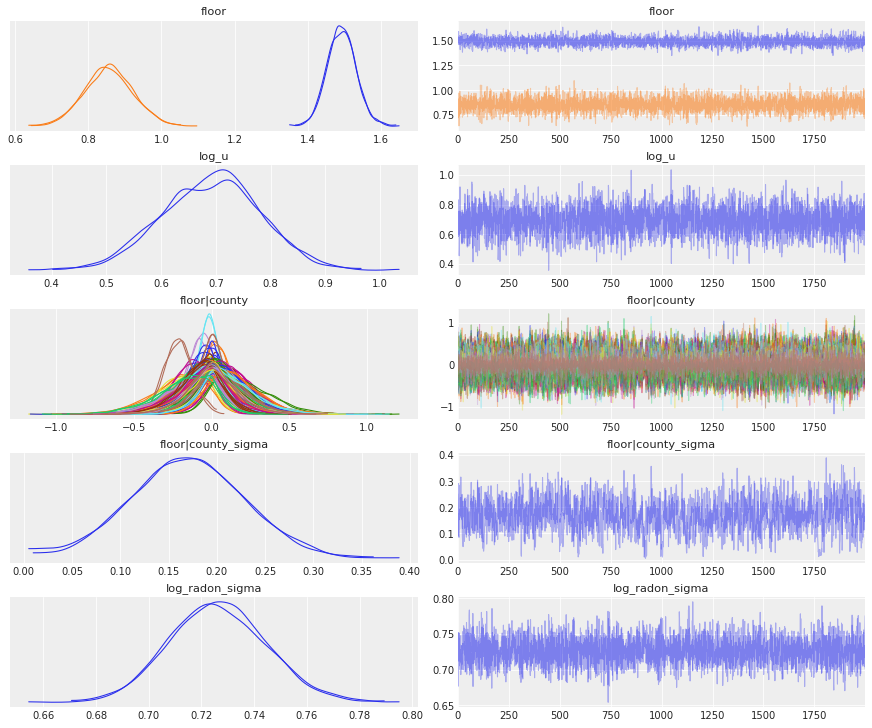 floor
0.6 0.8 1.0 1.2 1.4 1.6
floor
1.50
1.25
1.00
0.75
0 250 500 750 1000 1250 1500 1750
log_u
0.4 0.5 0.6 0.7 0.8 0.9 1.0
log_u
1.0
0.8
0.6
0.4
0 250 500 750 1000 1250 1500 1750
floor|county
−1.0 −0.5 0.0 0.5 1.0
floor|county
1
0
−1
0 250 500 750 1000 1250 1500 1750
floor|county_sigma
0.00 0.05 0.10 0.15 0.20 0.25 0.30 0.35 0.40
floor|county_sigma
0.4
0.3
0.2
0.1
0.0
0 250 500 750 1000 1250 1500 1750
log_radon_sigma
0.66 0.68 0.70 0.72 0.74 0.76 0.78 0.80
log_radon_sigma
0.80
0.75
0.70
0.65
0 250 500 750 1000 1250 1500 1750